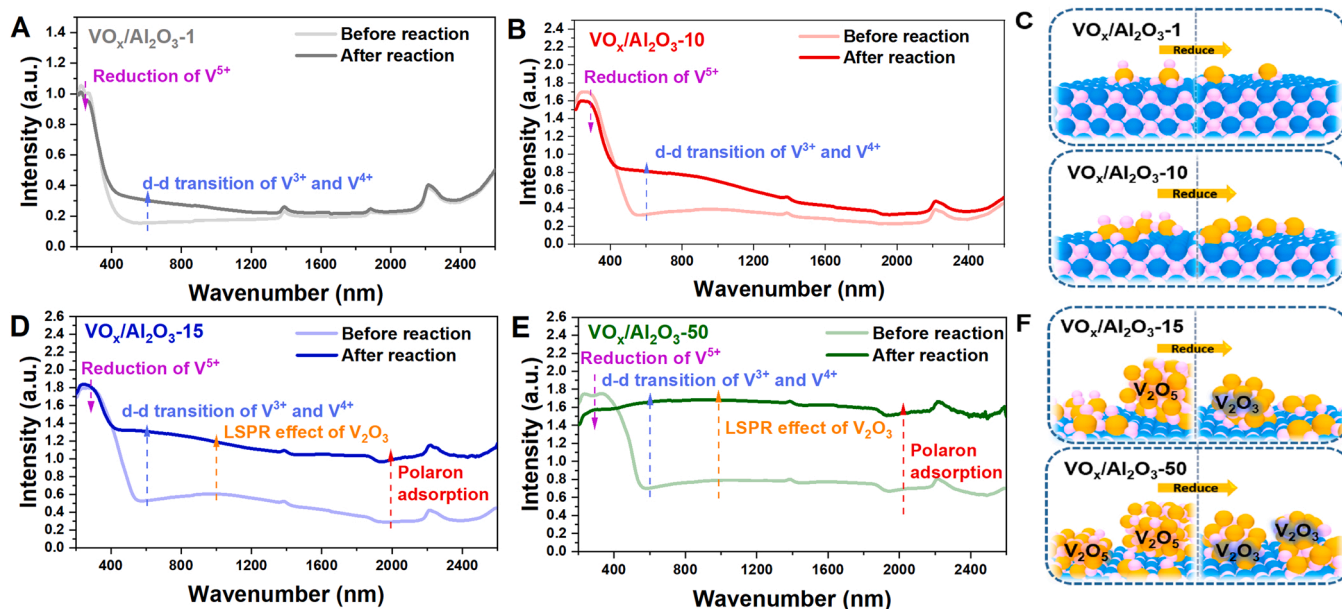 A
VOx/Al2O3-1
Before reaction
After reaction
Reduction of V5+
d-d transition of V3+ and V4+
Intensity (a.u.)
1.4
1.2
1.0
0.8
0.6
0.4
0.2
0.0
400 800 1200 1600 2000 2400
Wavenumber (nm)
B
VOx/Al2O3-10
Before reaction
After reaction
Reduction of V5+
d-d transition of V3+ and V4+
Intensity (a.u.)
2.4
2.2
2.0
1.8
1.6
1.4
1.2
1.0
0.8
0.6
0.4
0.2
0.0
400 800 1200 1600 2000 2400
Wavenumber (nm)
C
VOx/Al2O3-1
Reduce
VOx/Al2O3-10
Reduce
D
VOx/Al2O3-15
Before reaction
After reaction
Reduction of V5+
d-d transition of V3+ and V4+
LSPR effect of V2O3
Polaron
adsorption
Intensity (a.u.)
2.6
2.4
2.2
2.0
1.8
1.6
1.4
1.2
1.0
0.8
0.6
0.4
0.2
0.0
400 800 1200 1600 2000 2400
Wavenumber (nm)
E
VOx/Al2O3-50
Before reaction
After reaction
Reduction of V5+
d-d transition of V3+ and V4+
LSPR effect of V2O3
Polaron
adsorption
Intensity (a.u.)
2.6
2.4
2.2
2.0
1.8
1.6
1.4
1.2
1.0
0.8
0.6
0.4
0.2
0.0
400 800 1200 1600 2000 2400
Wavenumber (nm)
F
VOx/Al2O3-15
Reduce
V2O5
V2O3
VOx/Al2O3-50
Reduce
V2O5
V2O5
V2O3
V2O3